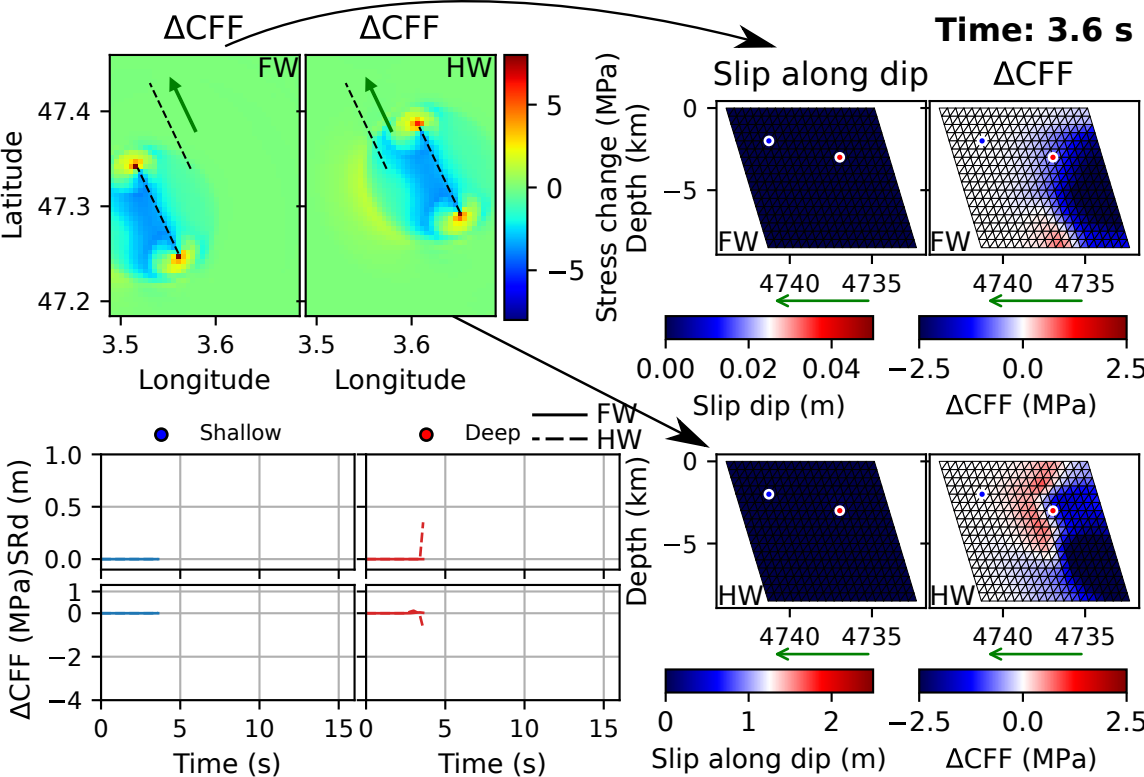 ΔCFF
ΔCFF
Time: 3.6 s
FW
HW
Latitude
47.4
47.3
47.2
3.5
3.6
3.5
3.6
Longitude
Longitude
5
0
−5
Stress change (MPa)
Slip along dip
ΔCFF
Depth (km)
0
−5
FW
FW
4740
4735
4740
4735
0.00
0.02
0.04
−2.5
0.0
2.5
Slip dip (m)
ΔCFF (MPa)
Shallow
Deep
FW
HW
SRd (m)
1.0
0.5
0.0
ΔCFF (MPa)
1
0
−2
−4
0
5
10
15
0
5
10
15
Time (s)
Time (s)
Depth (km)
0
−5
HW
HW
4740
4735
4740
4735
0
1
2
−2.5
0.0
2.5
Slip along dip (m)
ΔCFF (MPa)